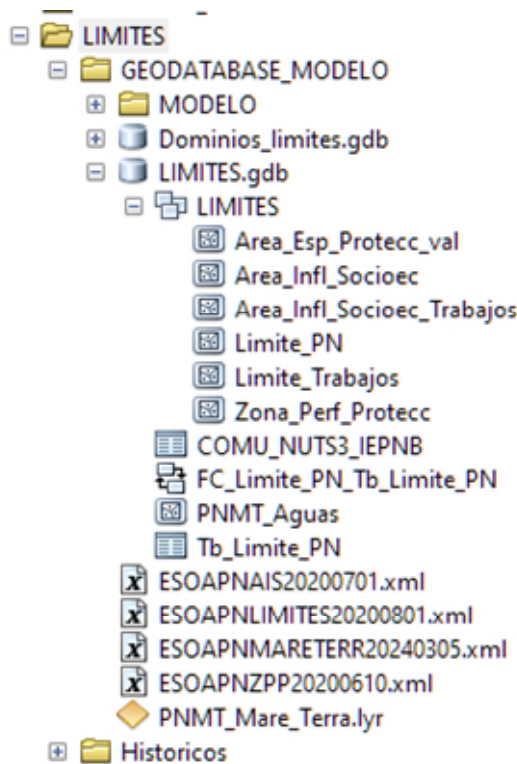 LIMITES
GEODATABASE_MODELO
MODELO
Dominios_limites.gdb
LIMITES.gdb
LIMITES
Area_Esp_Protecc_val
Area_Infl_Socioec
Area_Infl_Socioec_Trabajos
Limite_PN
Limite_Trabajos
Zona_Perf_Protecc
COMU_NUTS3_IEPNB
FC_Limite_PN_Tb_Limite_PN
PNMT_Aguas
Tb_Limite_PN
ESOAPNAIS20200701.xml
ESOAPNLIMITES20200801.xml
ESOAPNMARETERR20240305.xml
ESOAPNZPP20200610.xml
PNMT_Mare_Terra.lyr
Historicos